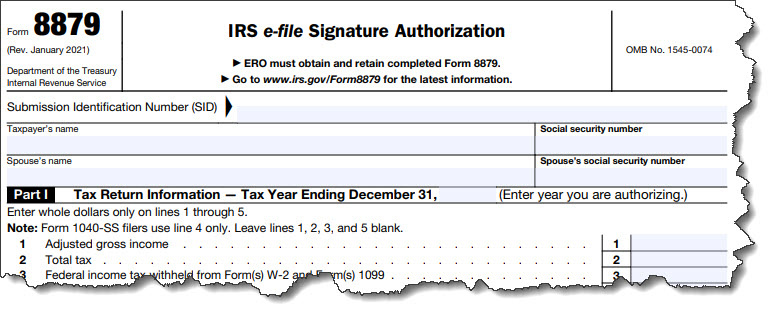 Form 8879
(Rev. January 2021)
Department of the Treasury
Internal Revenue Service
IRS e-file Signature Authorization
► ERO must obtain and retain completed Form 8879.
► Go to www.irs.gov/Form8879 for the latest information.
OMB No. 1545-0074
Submission Identification Number (SID)
Taxpayer's name
Social security number
Spouse's name
Spouse's social security number
Part I Tax Return Information — Tax Year Ending December 31, (Enter year you are authorizing.)
Enter whole dollars only on lines 1 through 5.
Note: Form 1040-SS filers use line 4 only. Leave lines 1, 2, 3, and 5 blank.
1 Adjusted gross income . . . . . . . . . . . . . . . . . . . . . . . . 1
2 Total tax . . . . . . . . . . . . . . . . . . . . . . . . . . . . 2
3 Federal income tax withheld from Form(s) W-2 and Form(s) 1099 . . . . . . . . . . . 3